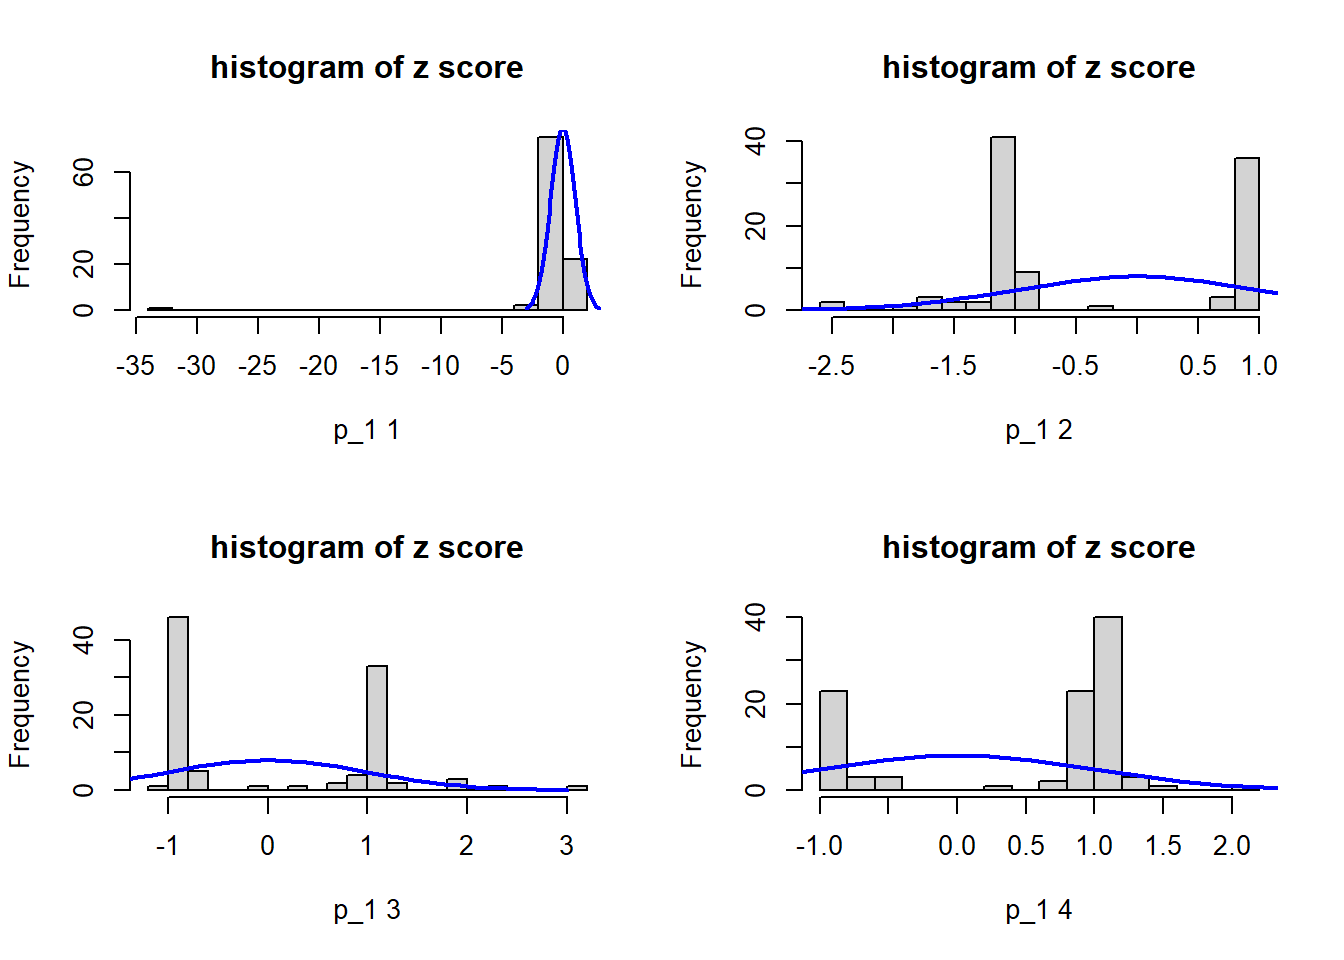 histogram of z score
Frequency
0 20 60
-35 -30 -25 -20 -15 -10 -5 0
p_1 1
histogram of z score
Frequency
0 20 40
-2.5 -1.5 -0.5 0.5 1.0
p_1 2
histogram of z score
Frequency
0 20 40
-1 0 1 2 3
p_1 3
histogram of z score
Frequency
0 20 40
-1.0 0.0 0.5 1.0 1.5 2.0
p_1 4